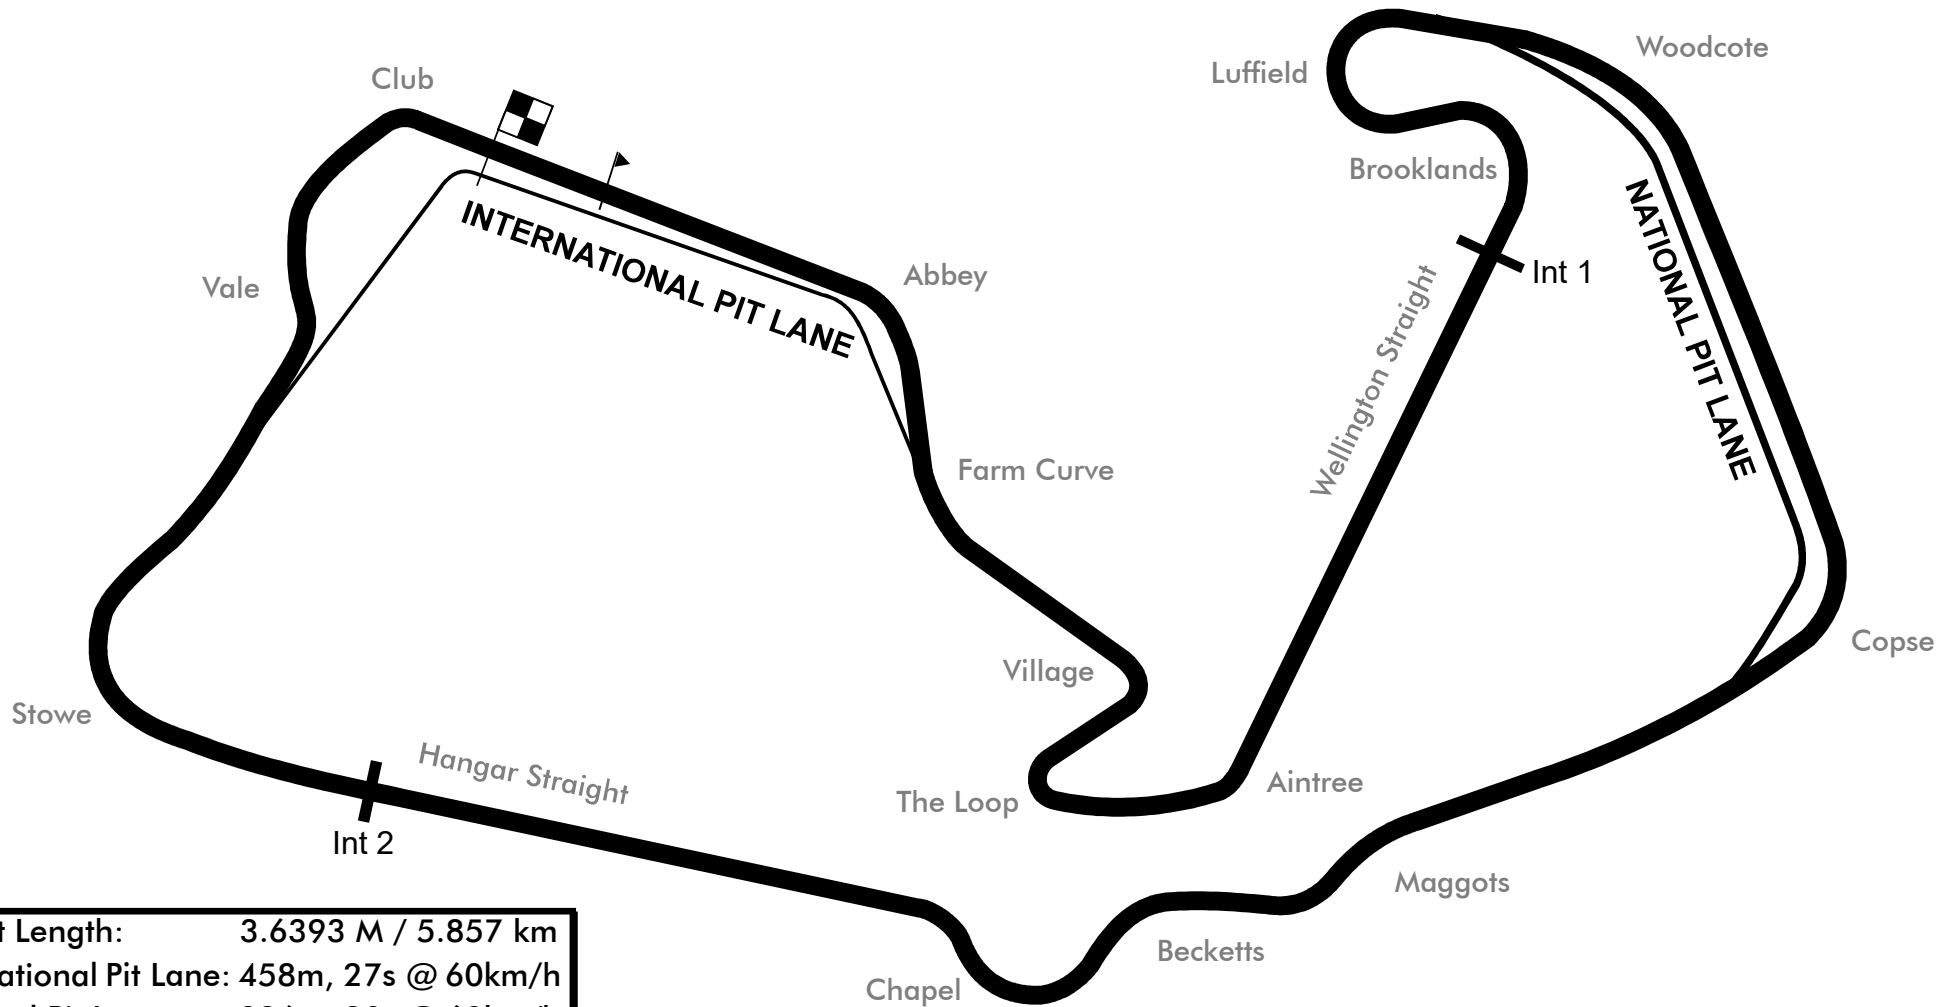 Woodcote
Luffield
Club
Brooklands
INTERNATIONAL PIT LANE
NATIONAL PIT LANE
Abbey
Int 1
Vale
Wellington Straight
Farm Curve
Copse
Village
Stowe
Hangar Straight
Aintree
The Loop
Int 2
Maggots
Becketts
Chapel
t Length: 3.6393 M / 5.857 km
ational Pit Lane: 458m, 27s @ 60km/h